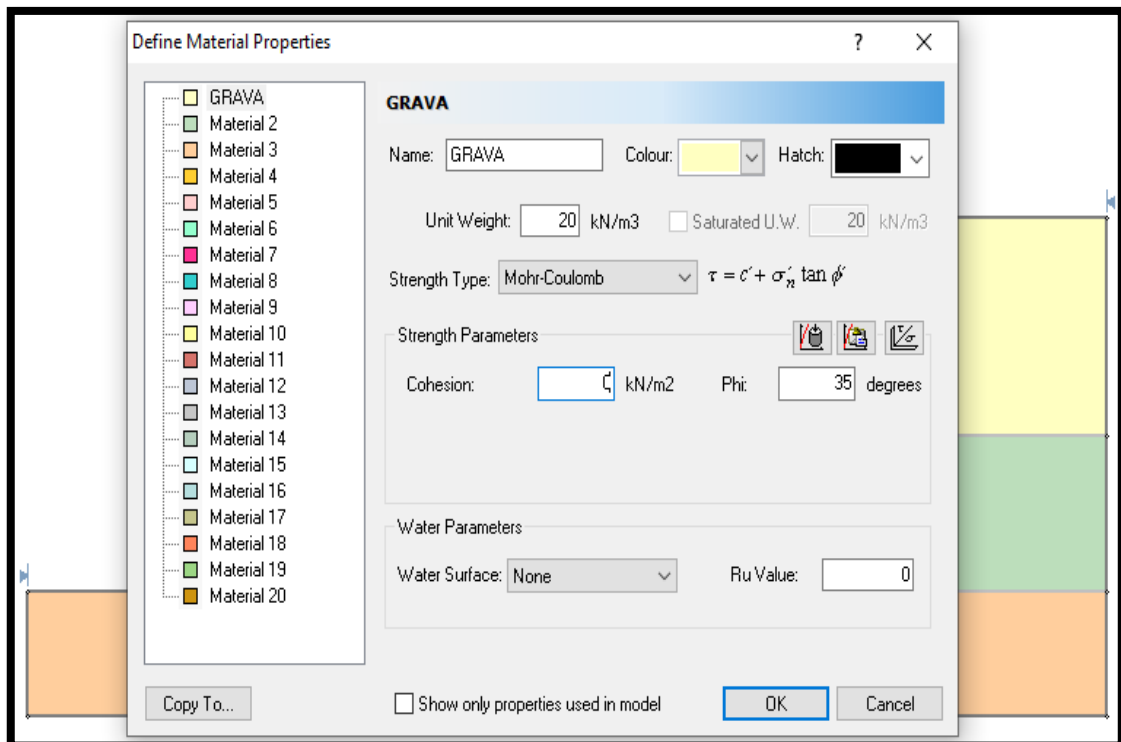 Define Material Properties ? ×
GRAVA
Material 2
Material 3
Material 4
Material 5
Material 6
Material 7
Material 8
Material 9
Material 10
Material 11
Material 12
Material 13
Material 14
Material 15
Material 16
Material 17
Material 18
Material 19
Material 20
GRAVA
Name: GRAVA Colour: Hatch:
Unit Weight: 20 kN/m3 Saturated U.W. 20 kN/m3
Strength Type: Mohr-Coulomb τ = c′ + σ′n tan ϕ′
Strength Parameters
τ/σ
Cohesion: kN/m2 Phi: 35 degrees
Water Parameters
Water Surface: None Ru Value: 0
Copy To... Show only properties used in model OK Cancel